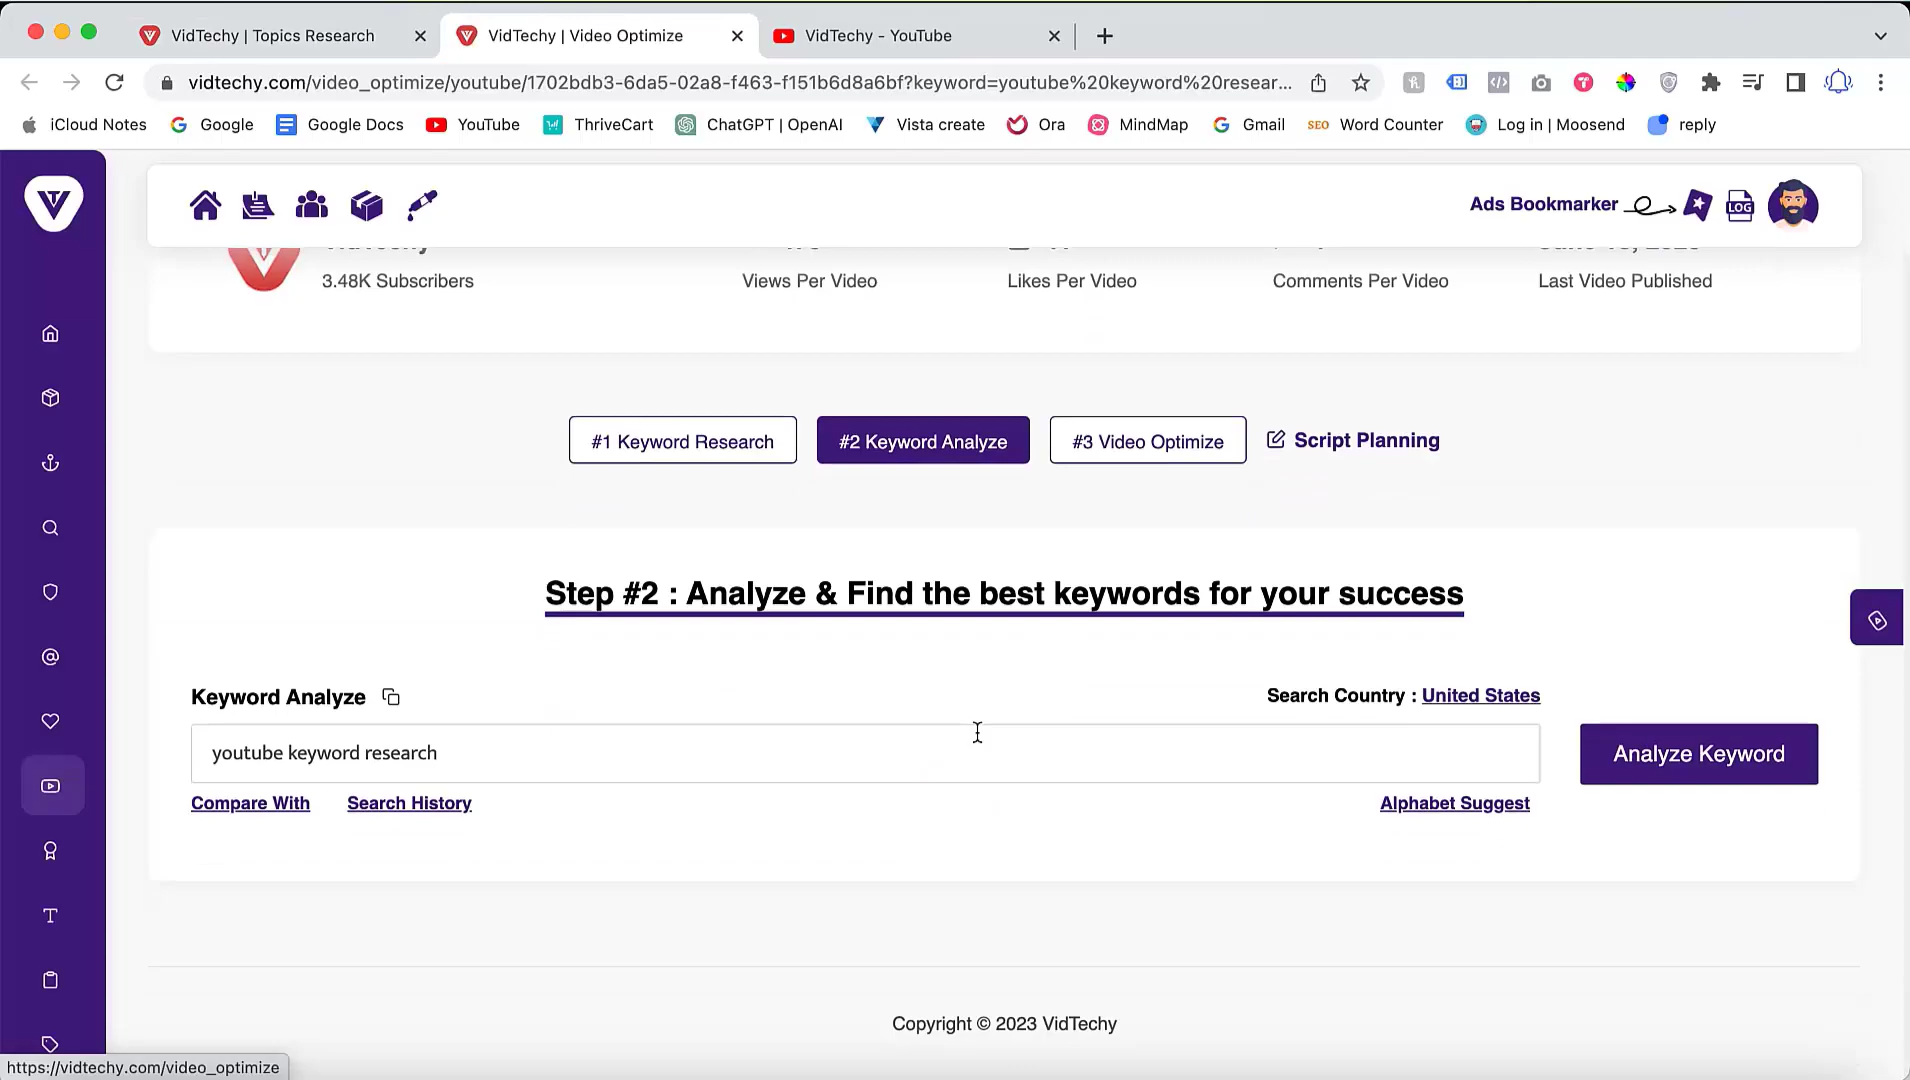 VidTechy | Topics Research
VidTechy | Video Optimize
VidTechy - YouTube
vidtechy.com/video_optimize/youtube/1702bdb3-6da5-02a8-f463-f151b6d8a6bf?keyword=youtube%20keyword%20resear...
iCloud Notes
Google
Google Docs
YouTube
ThriveCart
ChatGPT | OpenAI
Vista create
Ora
MindMap
Gmail
SEO Word Counter
Log in | Moosend
reply
Ads Bookmarker
LOG
3.48K Subscribers
Views Per Video
Likes Per Video
Comments Per Video
Last Video Published
#1 Keyword Research
#2 Keyword Analyze
#3 Video Optimize
Script Planning
Step #2 : Analyze & Find the best keywords for your success
Keyword Analyze
Search Country : United States
youtube keyword research
Analyze Keyword
Compare With
Search History
Alphabet Suggest
Copyright © 2023 VidTechy
https://vidtechy.com/video_optimize